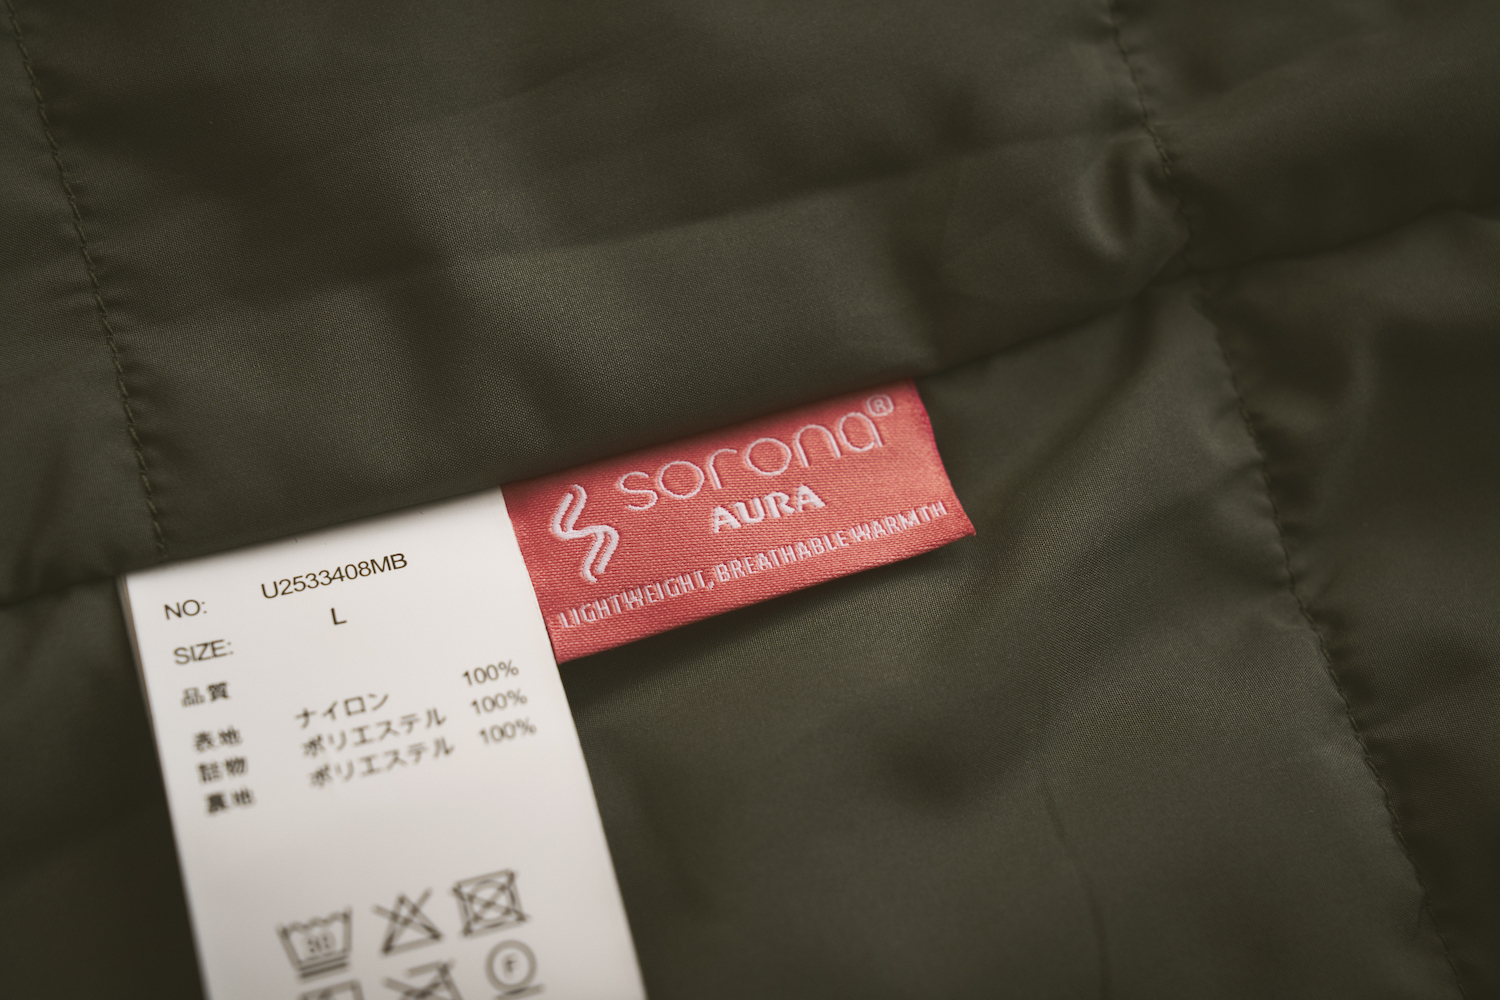 sorona®
AURA
LIGHTWEIGHT, BREATHABLE WARMTH
NO: U2533408MB
SIZE: L
品質
表地 ナイロン 100%
詰物 ポリエステル 100%
裏地 ポリエステル 100%
F